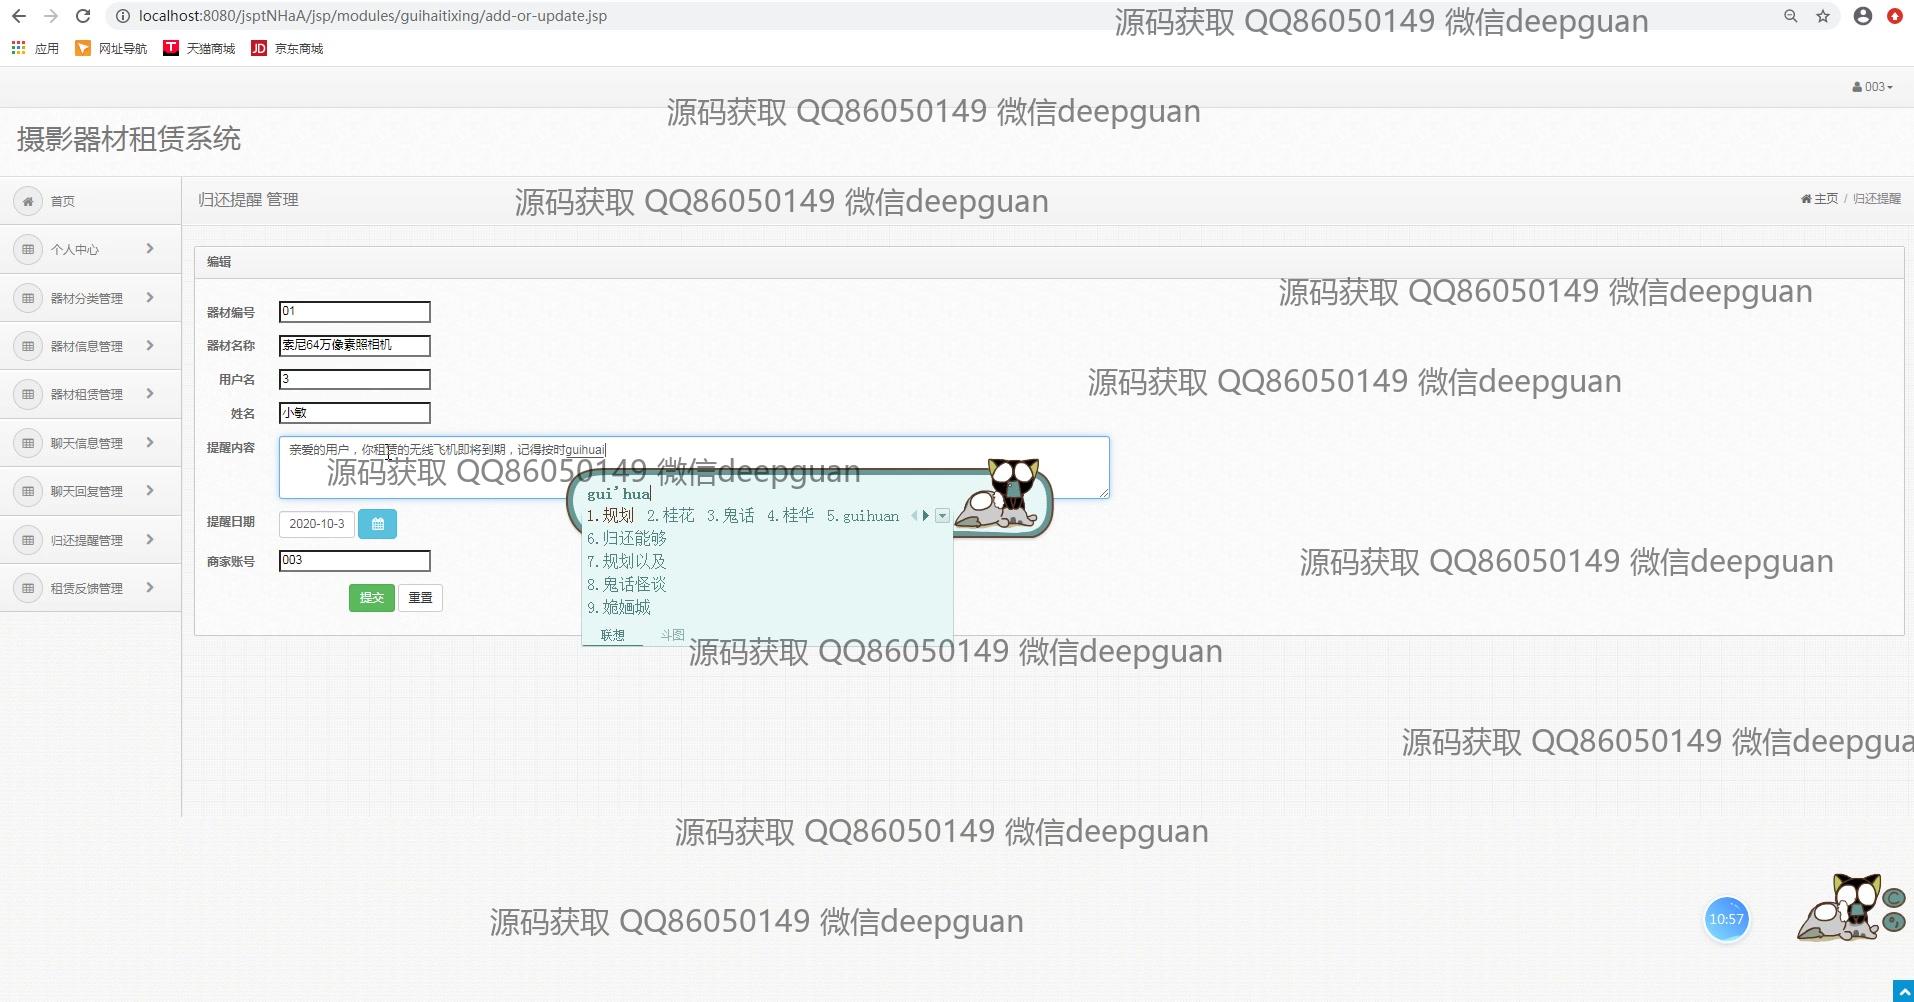 localhost:8080/jsptNHaA/jsp/modules/guihaitixing/add-or-update.jsp
源码获取 QQ86050149 微信deepguan
应用 网址导航 T 天猫商城 JD 京东商城
003
源码获取 QQ86050149 微信deepguan
摄影器材租赁系统
首页
个人中心
器材分类管理
器材信息管理
器材租赁管理
聊天信息管理
聊天回复管理
归还提醒管理
租赁反馈管理
归还提醒 管理
源码获取 QQ86050149 微信deepguan
主页 / 归还提醒
编辑
源码获取 QQ86050149 微信deepguan
器材编号 01
器材名称 索尼64万像素照相机
用户名 3
源码获取 QQ86050149 微信deepguan
姓名 小敏
提醒内容 亲爱的用户，你租赁的无线飞机即将到期，记得按时guihuai
源码获取 QQ86050149 微信deepguan
gui'hua
1.规划 2.桂花 3.鬼话 4.桂华 5.guihuan
6.归还能够
7.规划以及
8.鬼话怪谈
9.姽婳城
联想 斗图
提醒日期 2020-10-3
商家账号 003
提交 重置
源码获取 QQ86050149 微信deepguan
源码获取 QQ86050149 微信deepguan
源码获取 QQ86050149 微信deepgua
源码获取 QQ86050149 微信deepguan
源码获取 QQ86050149 微信deepguan
10:57